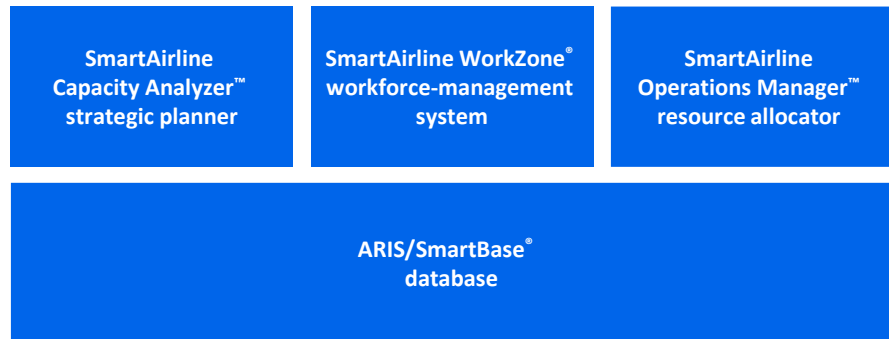 SmartAirline
Capacity Analyzer™
strategic planner
SmartAirline WorkZone®
workforce-management
system
SmartAirline
Operations Manager™
resource allocator
ARIS/SmartBase®
database